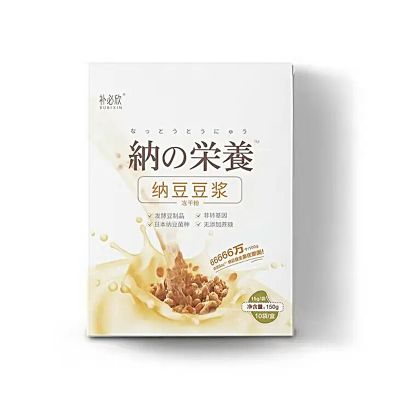 补必欣
BUBIXIN
なっとうとうにゅう
納の栄養
纳豆豆浆
冻干粉
✓发酵豆制品 ✓非转基因
✓日本纳豆菌种 ✓无添加蔗糖
66666万
15g/袋
净含量:150g
10袋/盒